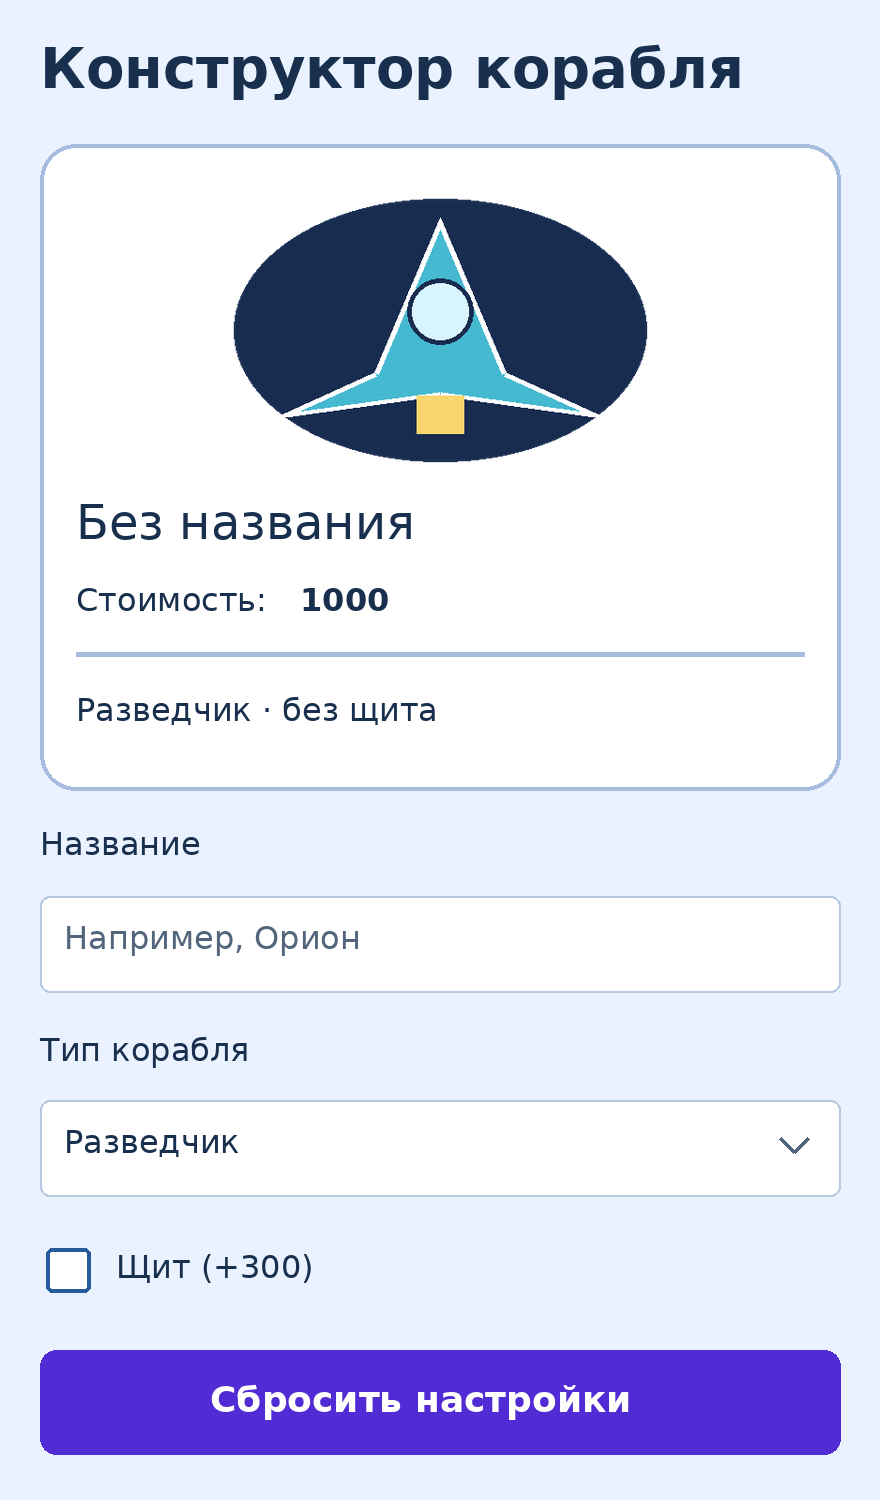 Конструктор корабля
Без названия
Стоимость: 1000
Разведчик · без щита
Название
Например, Орион
Тип корабля
Разведчик
Щит (+300)
Сбросить настройки